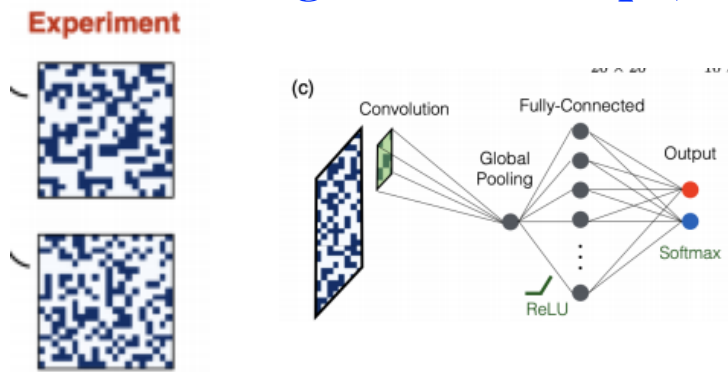 Experiment
(c)
Convolution
Fully-Connected
Global
Pooling
Output
Softmax
ReLU